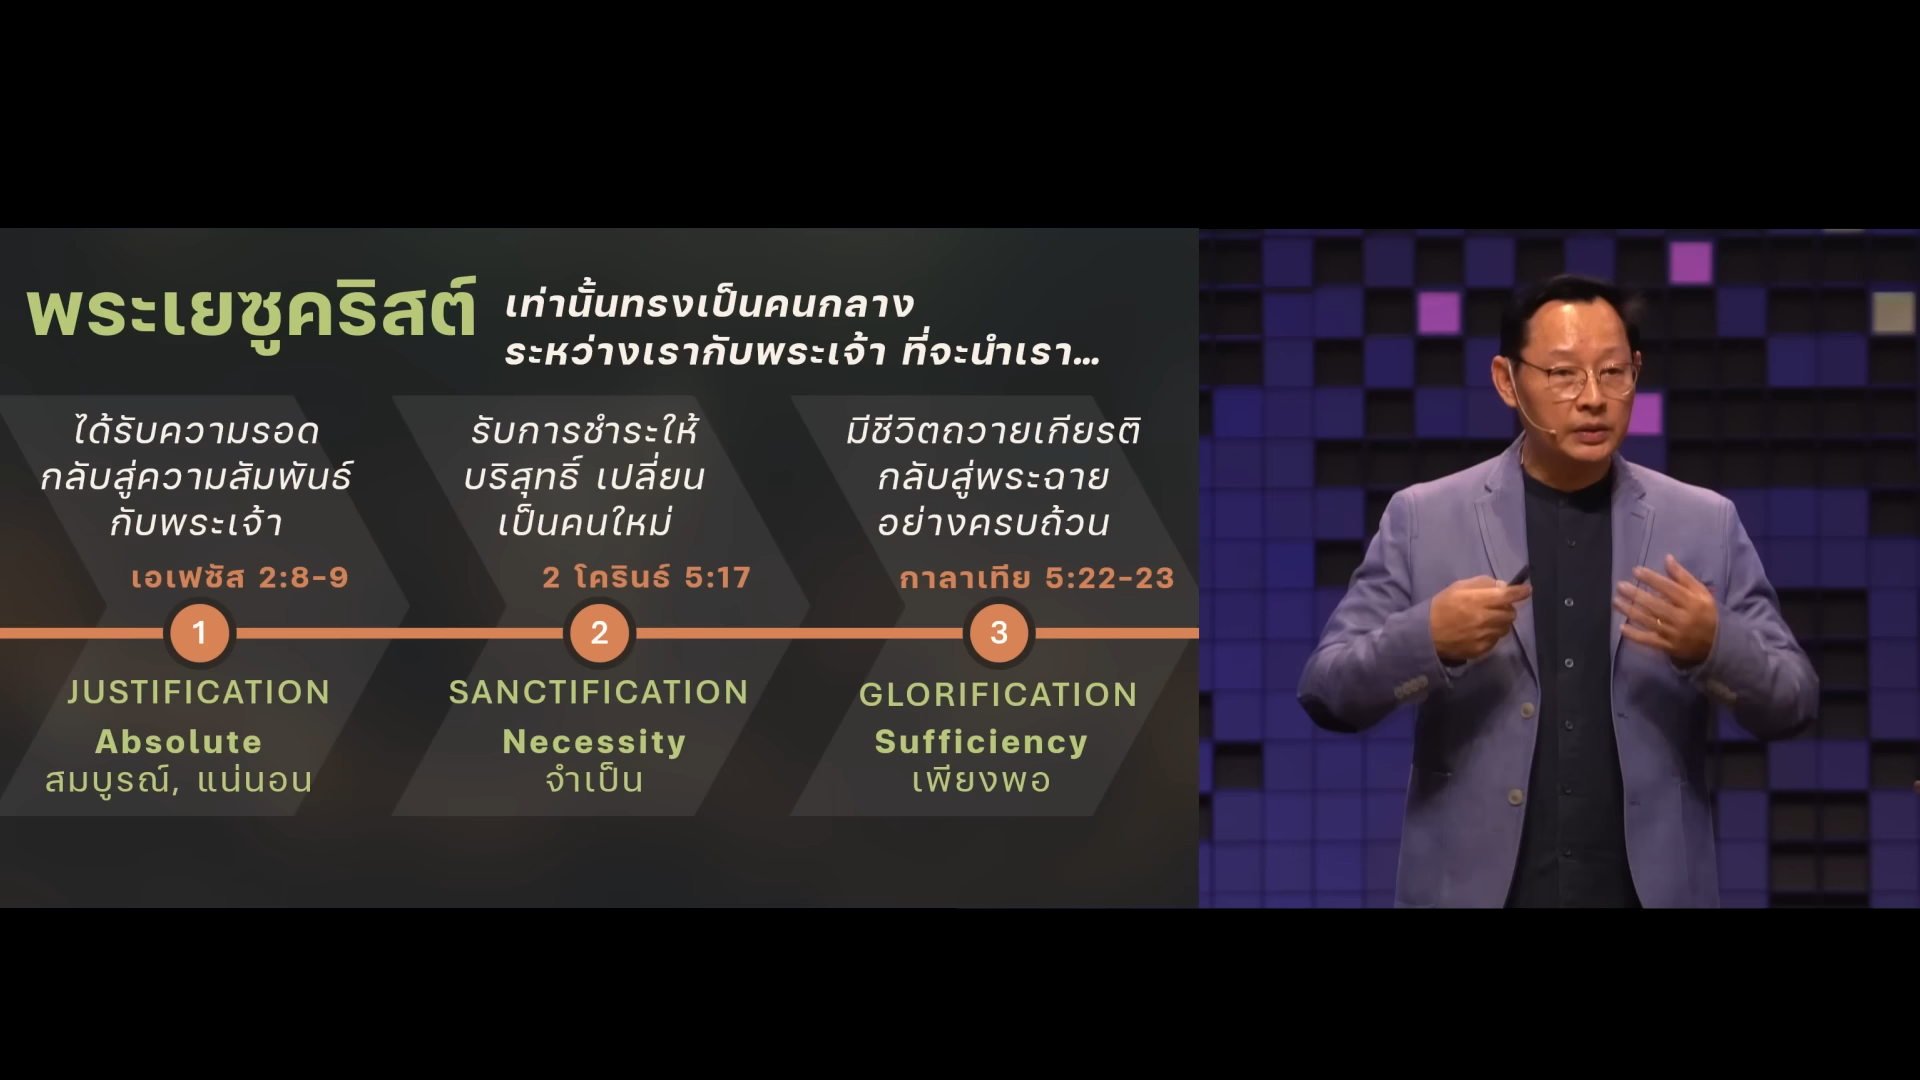 พระเยซูคริสต์
เท่านั้นทรงเป็นคนกลาง
ระหว่างเรากับพระเจ้า ที่จะนำเรา...
ได้รับความรอด
กลับสู่ความสัมพันธ์
กับพระเจ้า
เอเฟซัส 2:8-9
1
JUSTIFICATION
Absolute
สมบูรณ์, แน่นอน
รับการชำระให้
บริสุทธิ์ เปลี่ยน
เป็นคนใหม่
2 โครินธ์ 5:17
2
SANCTIFICATION
Necessity
จำเป็น
มีชีวิตถวายเกียรติ
กลับสู่พระฉาย
อย่างครบถ้วน
กาลาเทีย 5:22-23
3
GLORIFICATION
Sufficiency
เพียงพอ